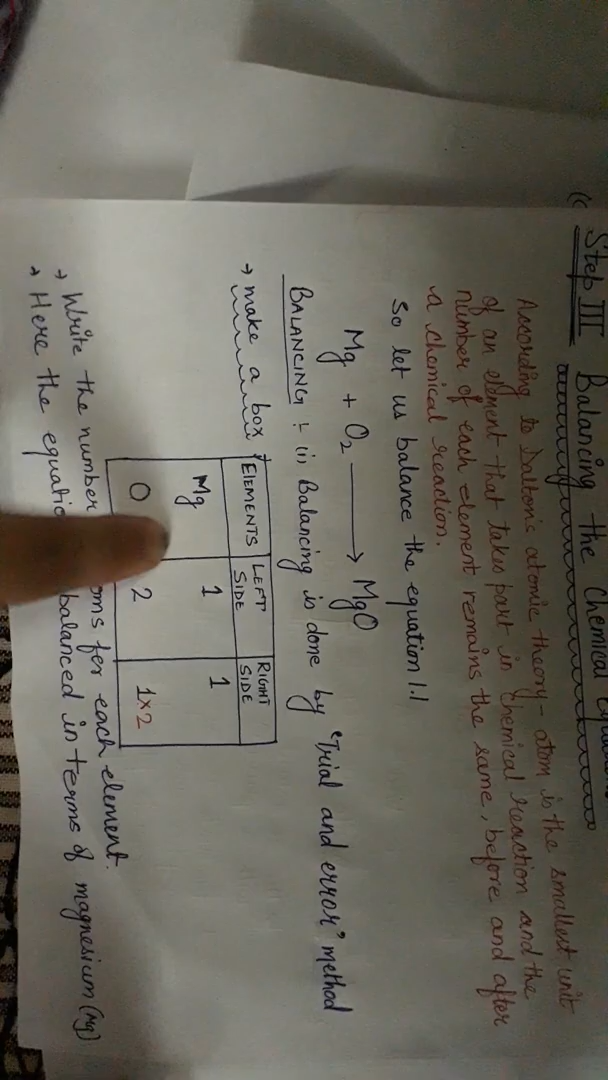 Step III Balancing the Chemical
According to Dalton's atomic theory - atom is the smallest unit
of an element that takes part in chemical reaction and the
number of each element remains the same, before and after
a chemical reaction.
So let us balance the equation 1.1
Mg + O₂ → MgO
BALANCING : (i) Balancing is done by "Trial and error" method
→ make a box
ELEMENTS LEFT SIDE RIGHT SIDE
Mg 1 1
O 2 1×2
→ Write the number oms for each element.
→ Here the balanced in terms of magnesium (Mg)